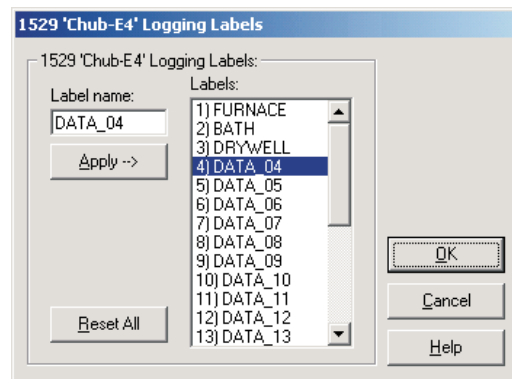 1529 'Chub-E4' Logging Labels
1529 'Chub-E4' Logging Labels:
Label name:
DATA_04
Apply -->
Reset All
Labels:
1) FURNACE
2) BATH
3) DRYWELL
4) DATA_04
5) DATA_05
6) DATA_06
7) DATA_07
8) DATA_08
9) DATA_09
10) DATA_10
11) DATA_11
12) DATA_12
13) DATA_13
OK
Cancel
Help